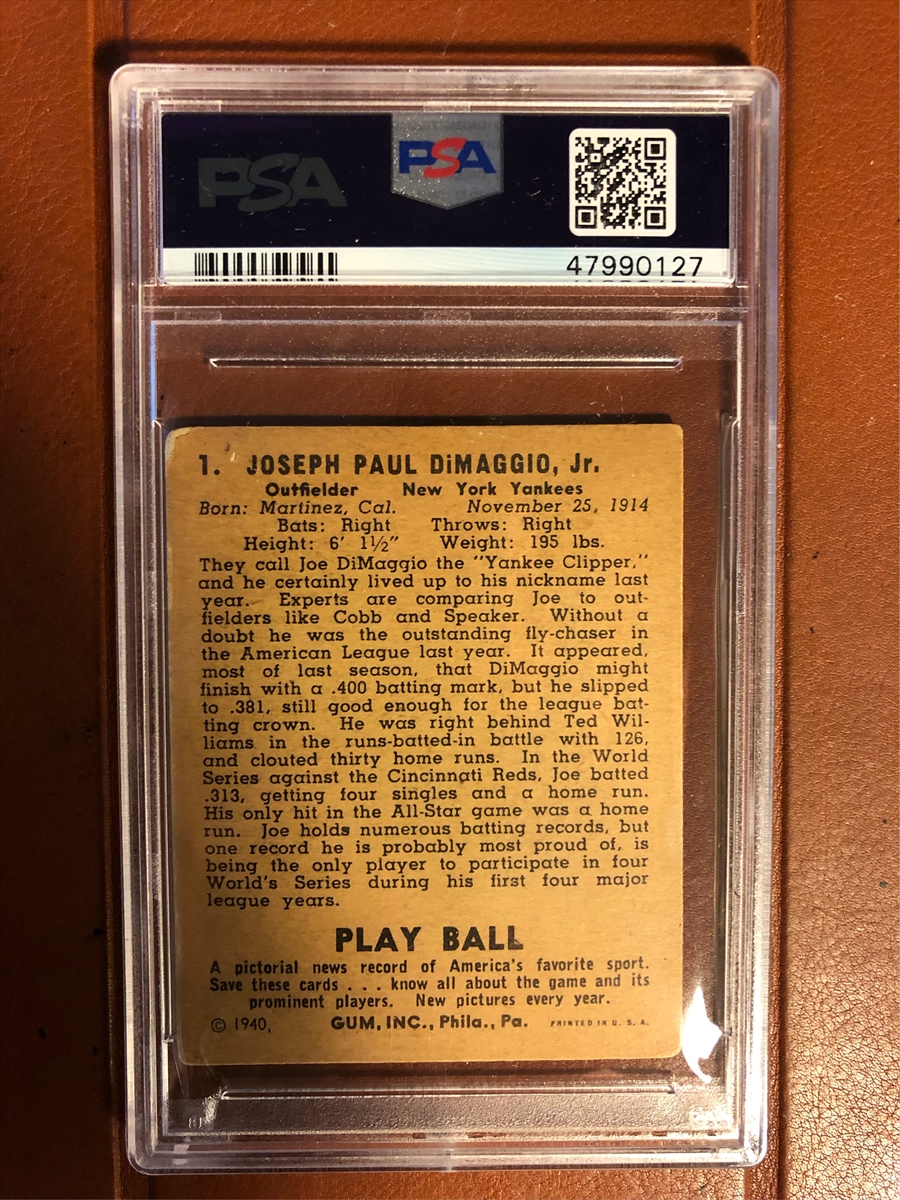 PSA
PSA
47990127
1. JOSEPH PAUL DiMAGGIO, Jr.
Outfielder New York Yankees
Born: Martinez, Cal. November 25, 1914
Bats: Right Throws: Right
Height: 6' 1½" Weight: 195 lbs.
They call Joe DiMaggio the "Yankee Clipper,"
and he certainly lived up to his nickname last
year. Experts are comparing Joe to out-
fielders like Cobb and Speaker. Without a
doubt he was the outstanding fly-chaser in
the American League last year. It appeared,
most of last season, that DiMaggio might
finish with a .400 batting mark, but he slipped
to .381, still good enough for the league bat-
ting crown. He was right behind Ted Wil-
liams in the runs-batted-in battle with 126,
and clouted thirty home runs. In the World
Series against the Cincinnati Reds, Joe batted
.313, getting four singles and a home run.
His only hit in the All-Star game was a home
run. Joe holds numerous batting records, but
one record he is probably most proud of, is
being the only player to participate in four
World's Series during his first four major
league years.
PLAY BALL
A pictorial news record of America's favorite sport.
Save these cards . . . know all about the game and its
prominent players. New pictures every year.
© 1940, GUM, INC., Phila., Pa. PRINTED IN U. S. A.